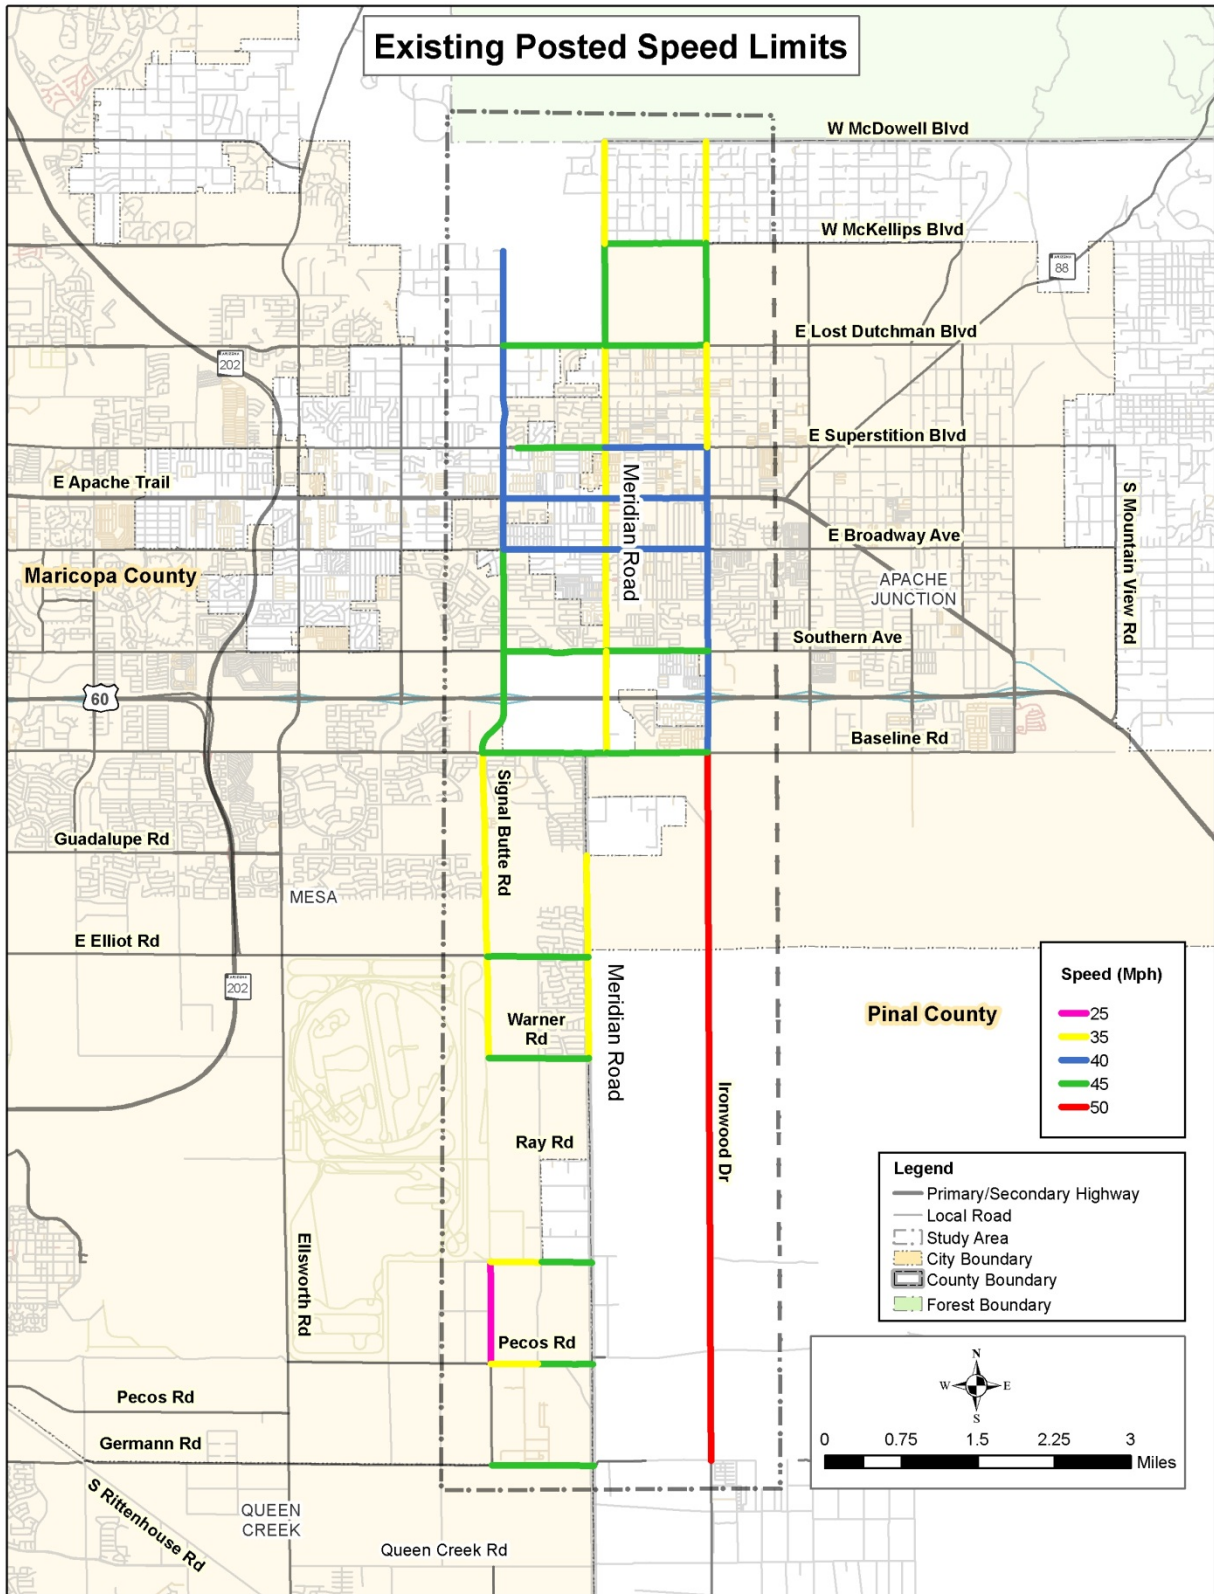 Existing Posted Speed Limits
W McDowell Blvd
W McKellips Blvd
ARIZONA
88
E Lost Dutchman Blvd
ARIZONA
202
E Superstition Blvd
E Apache Trail
Meridian Road
S Mountain View Rd
E Broadway Ave
Maricopa County
APACHE
JUNCTION
Southern Ave
60
Baseline Rd
Signal Butte Rd
Guadalupe Rd
MESA
E Elliot Rd
ARIZONA
202
Meridian Road
Warner
Rd
Pinal County
Speed (Mph)
25
35
40
45
50
Ironwood Dr
Ray Rd
Legend
Primary/Secondary Highway
Local Road
Study Area
City Boundary
County Boundary
Forest Boundary
Ellsworth Rd
Pecos Rd
N
W
E
S
Pecos Rd
Germann Rd
0 0.75 1.5 2.25 3
Miles
S Rittenhouse Rd
QUEEN
CREEK
Queen Creek Rd